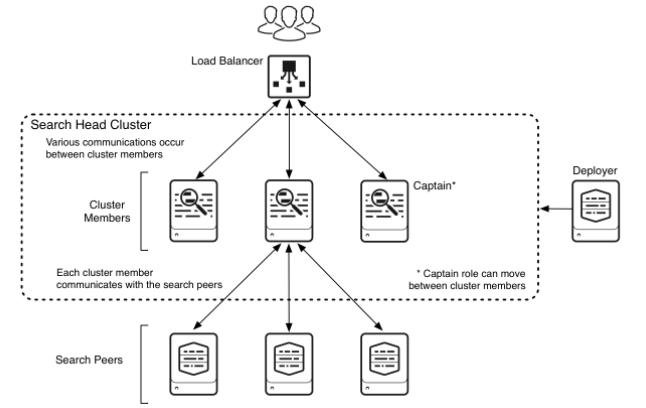 Load Balancer
Search Head Cluster
Various communications occur
between cluster members
Deployer
Captain*
Cluster
Members
Each cluster member
communicates with the search peers
* Captain role can move
between cluster members
Search Peers